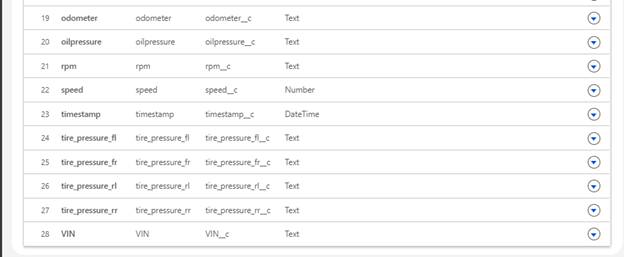 19 odometer odometer odometer__c Text
20 oilpressure oilpressure oilpressure__c Text
21 rpm rpm rpm__c Text
22 speed speed speed__c Number
23 timestamp timestamp timestamp__c DateTime
24 tire_pressure_fl tire_pressure_fl tire_pressure_fl__c Text
25 tire_pressure_fr tire_pressure_fr tire_pressure_fr__c Text
26 tire_pressure_rl tire_pressure_rl tire_pressure_rl__c Text
27 tire_pressure_rr tire_pressure_rr tire_pressure_rr__c Text
28 VIN VIN VIN__c Text